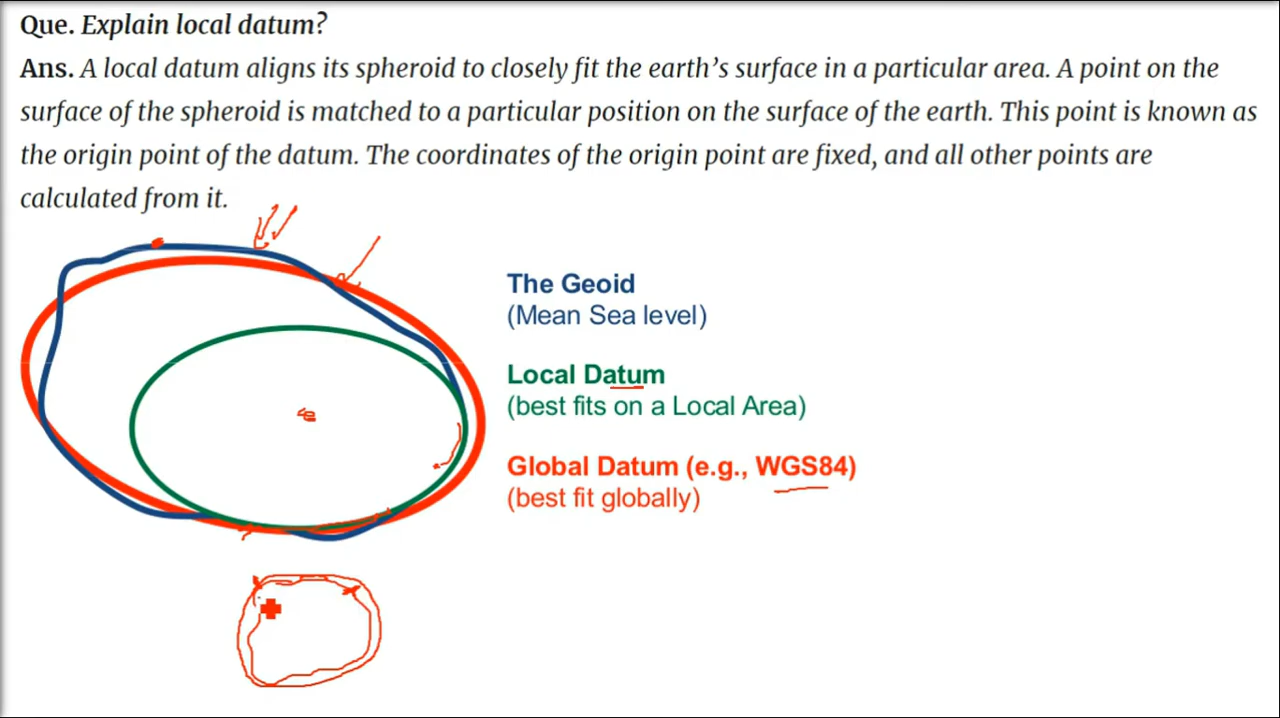 Que. Explain local datum?
Ans. A local datum aligns its spheroid to closely fit the earth’s surface in a particular area. A point on the
surface of the spheroid is matched to a particular position on the surface of the earth. This point is known as
the origin point of the datum. The coordinates of the origin point are fixed, and all other points are
calculated from it.
The Geoid
(Mean Sea level)
Local Datum
(best fits on a Local Area)
Global Datum (e.g., WGS84)
(best fit globally)